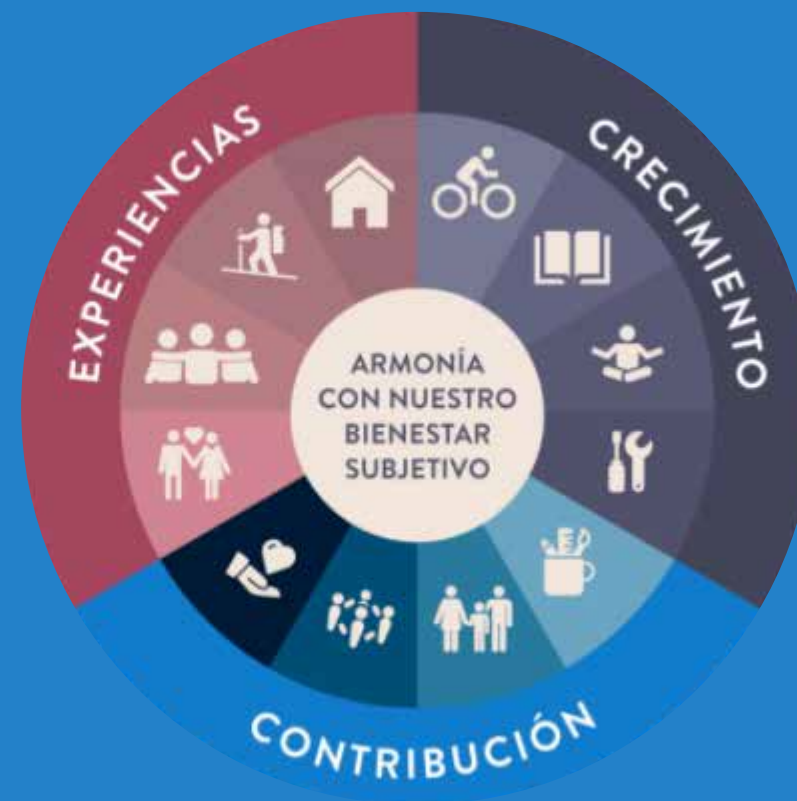 EXPERIENCIAS
CRECIMIENTO
ARMONÍA
CON NUESTRO
BIENESTAR
SUBJETIVO
CONTRIBUCIÓN